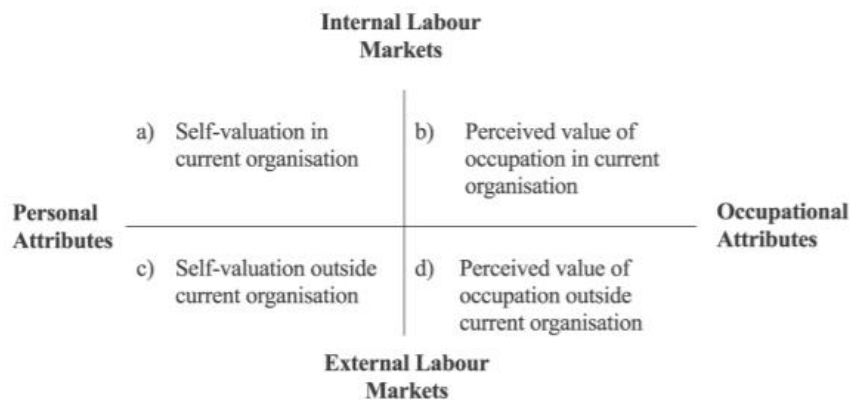 Internal Labour
Markets
a) Self-valuation in
current organisation
b) Perceived value of
occupation in current
organisation
Personal
Attributes
Occupational
Attributes
c) Self-valuation outside
current organisation
d) Perceived value of
occupation outside
current organisation
External Labour
Markets